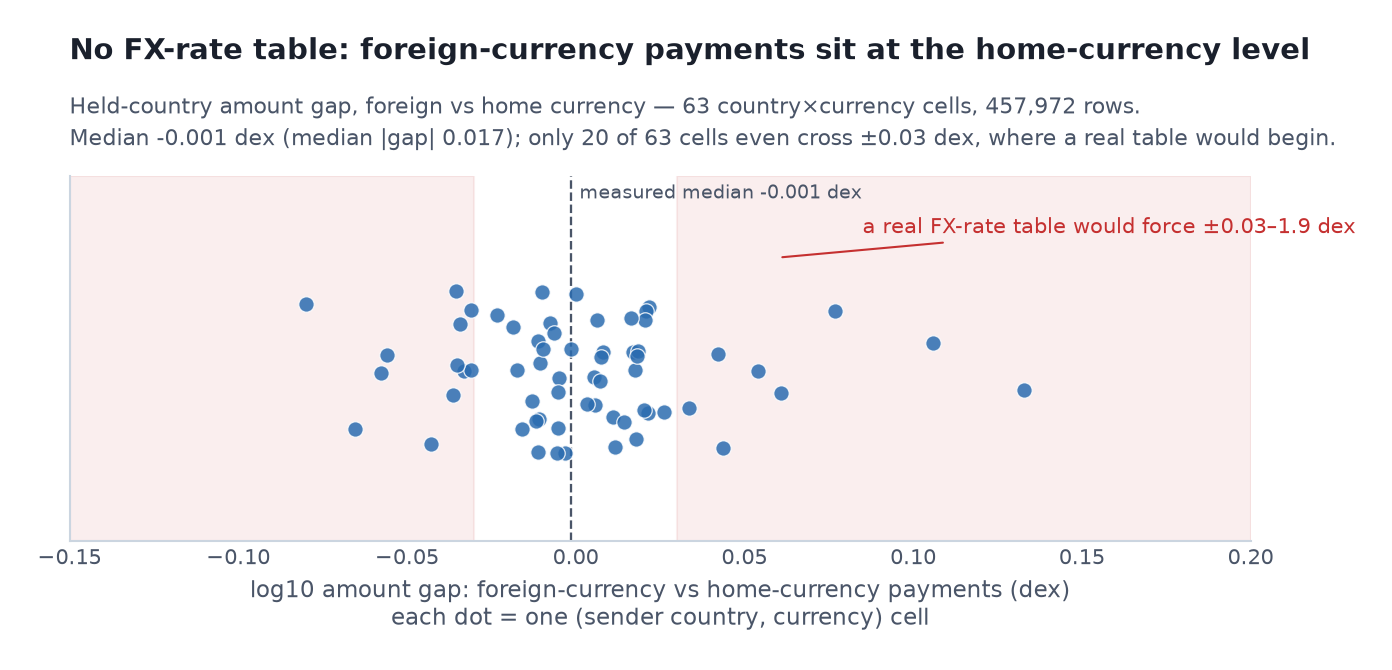 No FX-rate table: foreign-currency payments sit at the home-currency level
Held-country amount gap, foreign vs home currency — 63 country×currency cells, 457,972 rows.
Median -0.001 dex (median |gap| 0.017); only 20 of 63 cells even cross ±0.03 dex, where a real table would begin.
measured median -0.001 dex
a real FX-rate table would force ±0.03–1.9 dex
−0.15 −0.10 −0.05 0.00 0.05 0.10 0.15 0.20
log10 amount gap: foreign-currency vs home-currency payments (dex)
each dot = one (sender country, currency) cell